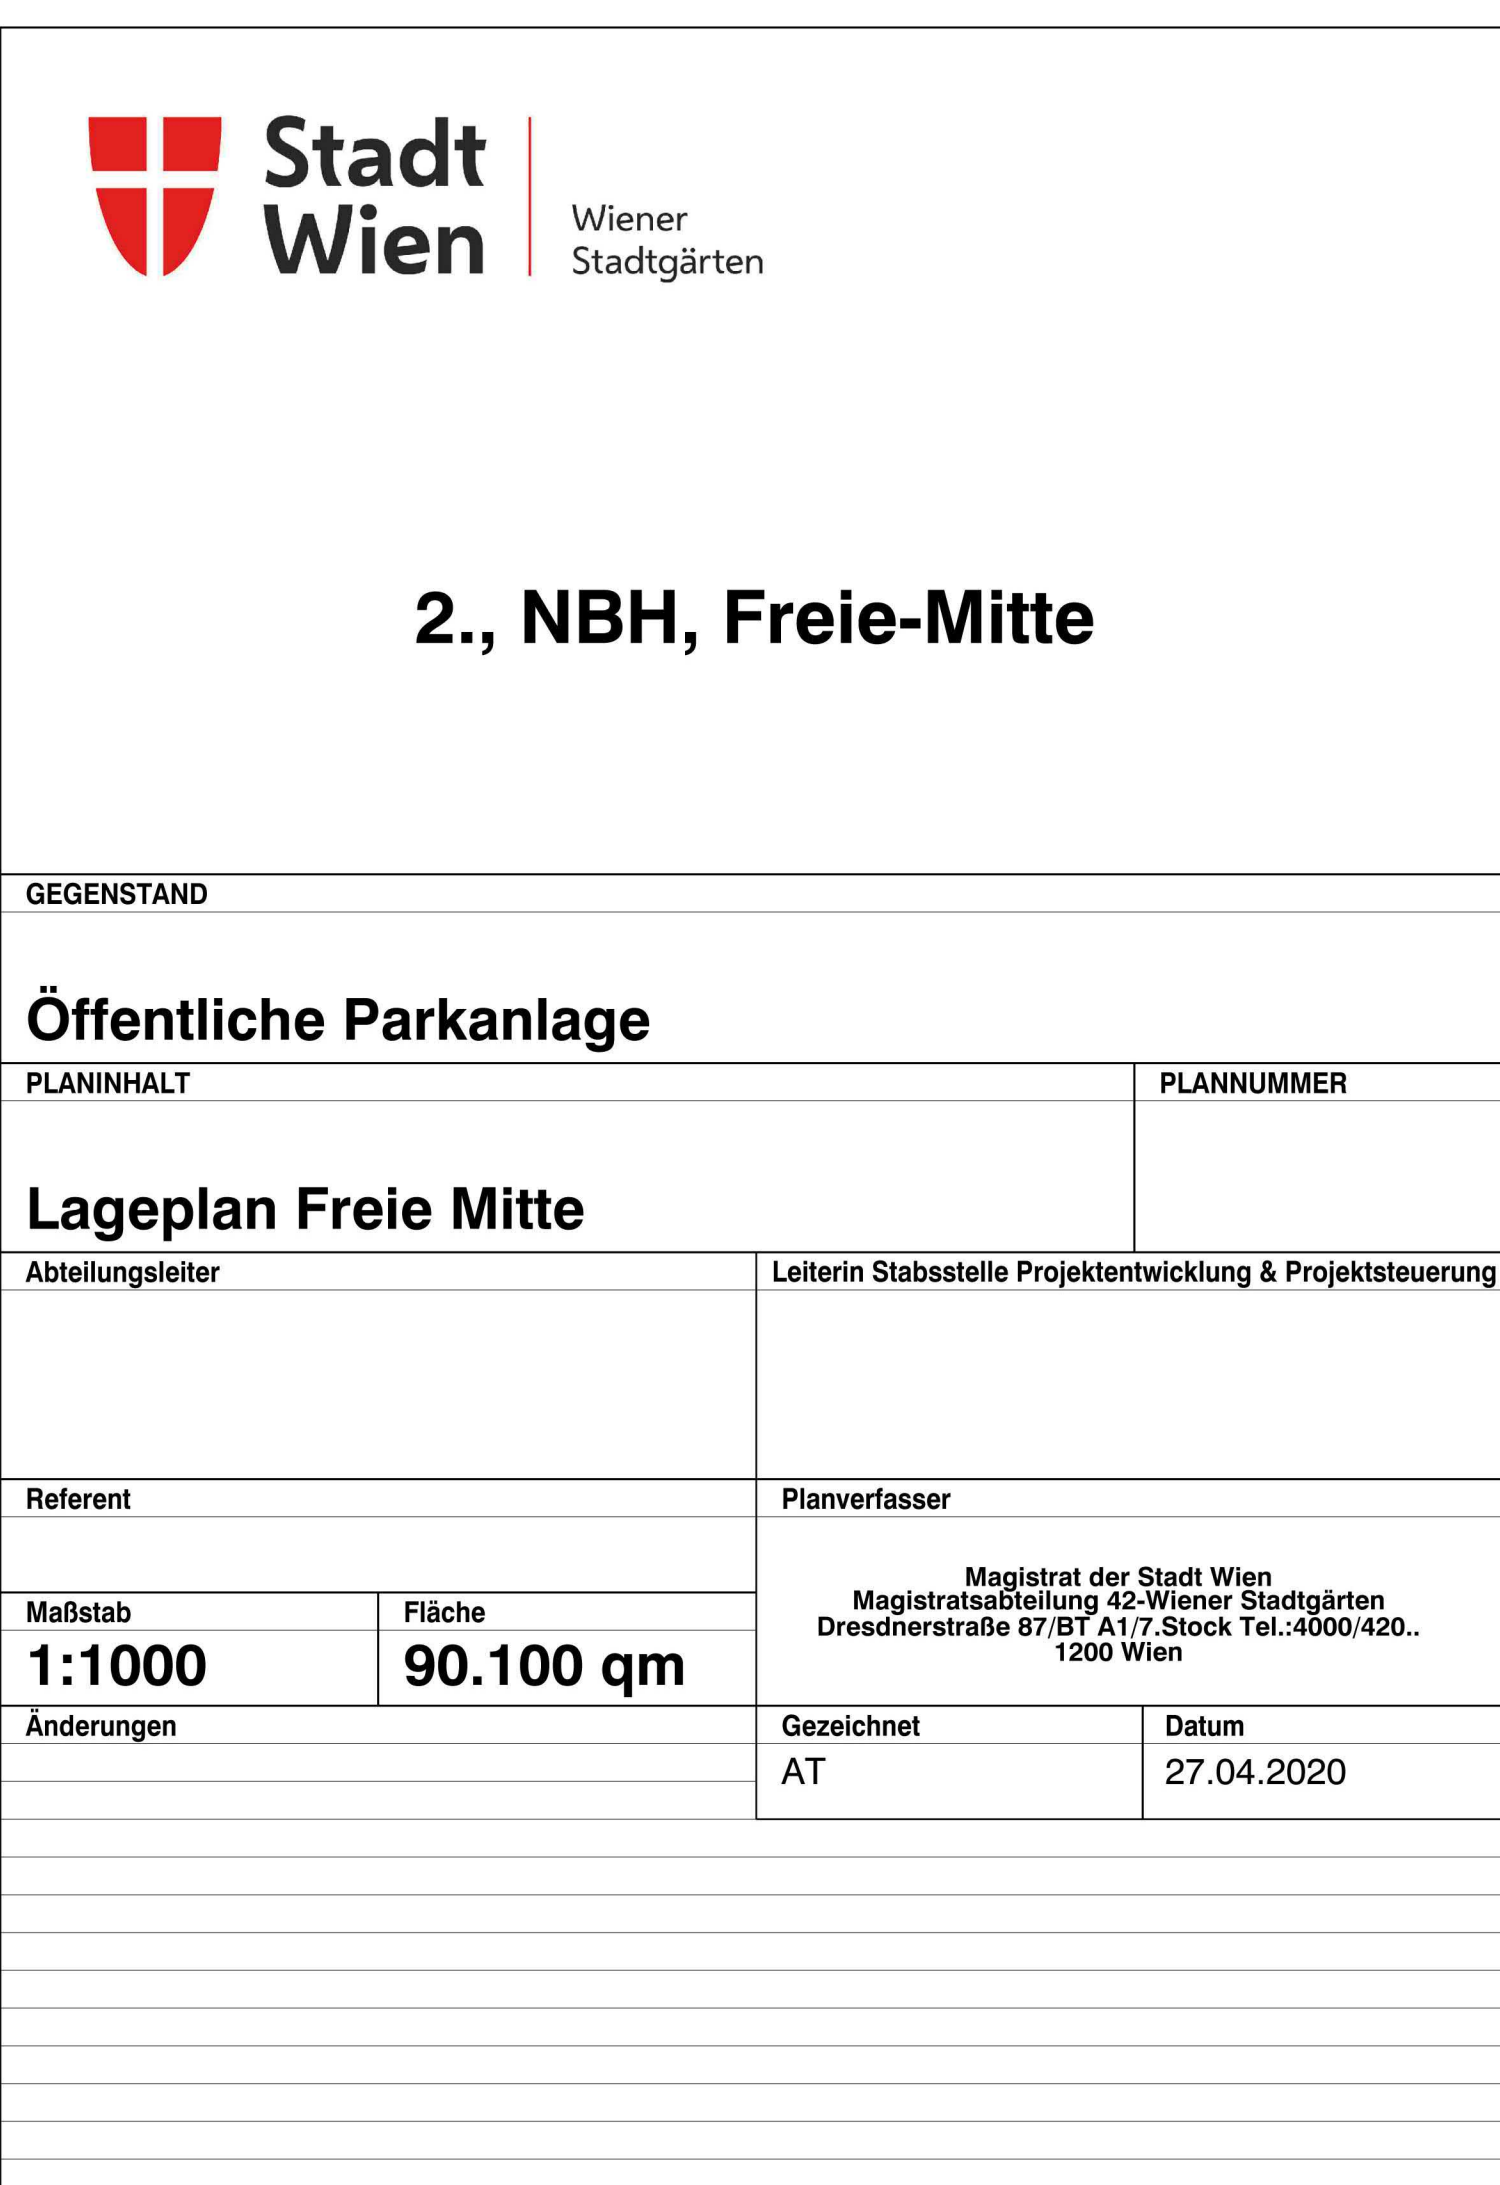 Stadt
Wien
Wiener
Stadtgärten
2., NBH, Freie-Mitte
GEGENSTAND
Öffentliche Parkanlage
PLANINHALT
PLANNUMMER
Lageplan Freie Mitte
Abteilungsleiter
Leiterin Stabsstelle Projektentwicklung & Projektsteuerung
Referent
Planverfasser
Magistrat der Stadt Wien
Magistratsabteilung 42-Wiener Stadtgärten
Dresdnerstraße 87/BT A1/7.Stock Tel.:4000/420..
1200 Wien
Maßstab
Fläche
1:1000
90.100 qm
Änderungen
Gezeichnet
Datum
AT
27.04.2020